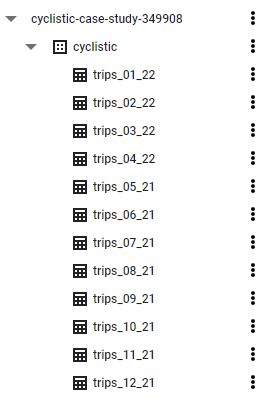 cyclistic-case-study-349908
cyclistic
trips_01_22
trips_02_22
trips_03_22
trips_04_22
trips_05_21
trips_06_21
trips_07_21
trips_08_21
trips_09_21
trips_10_21
trips_11_21
trips_12_21